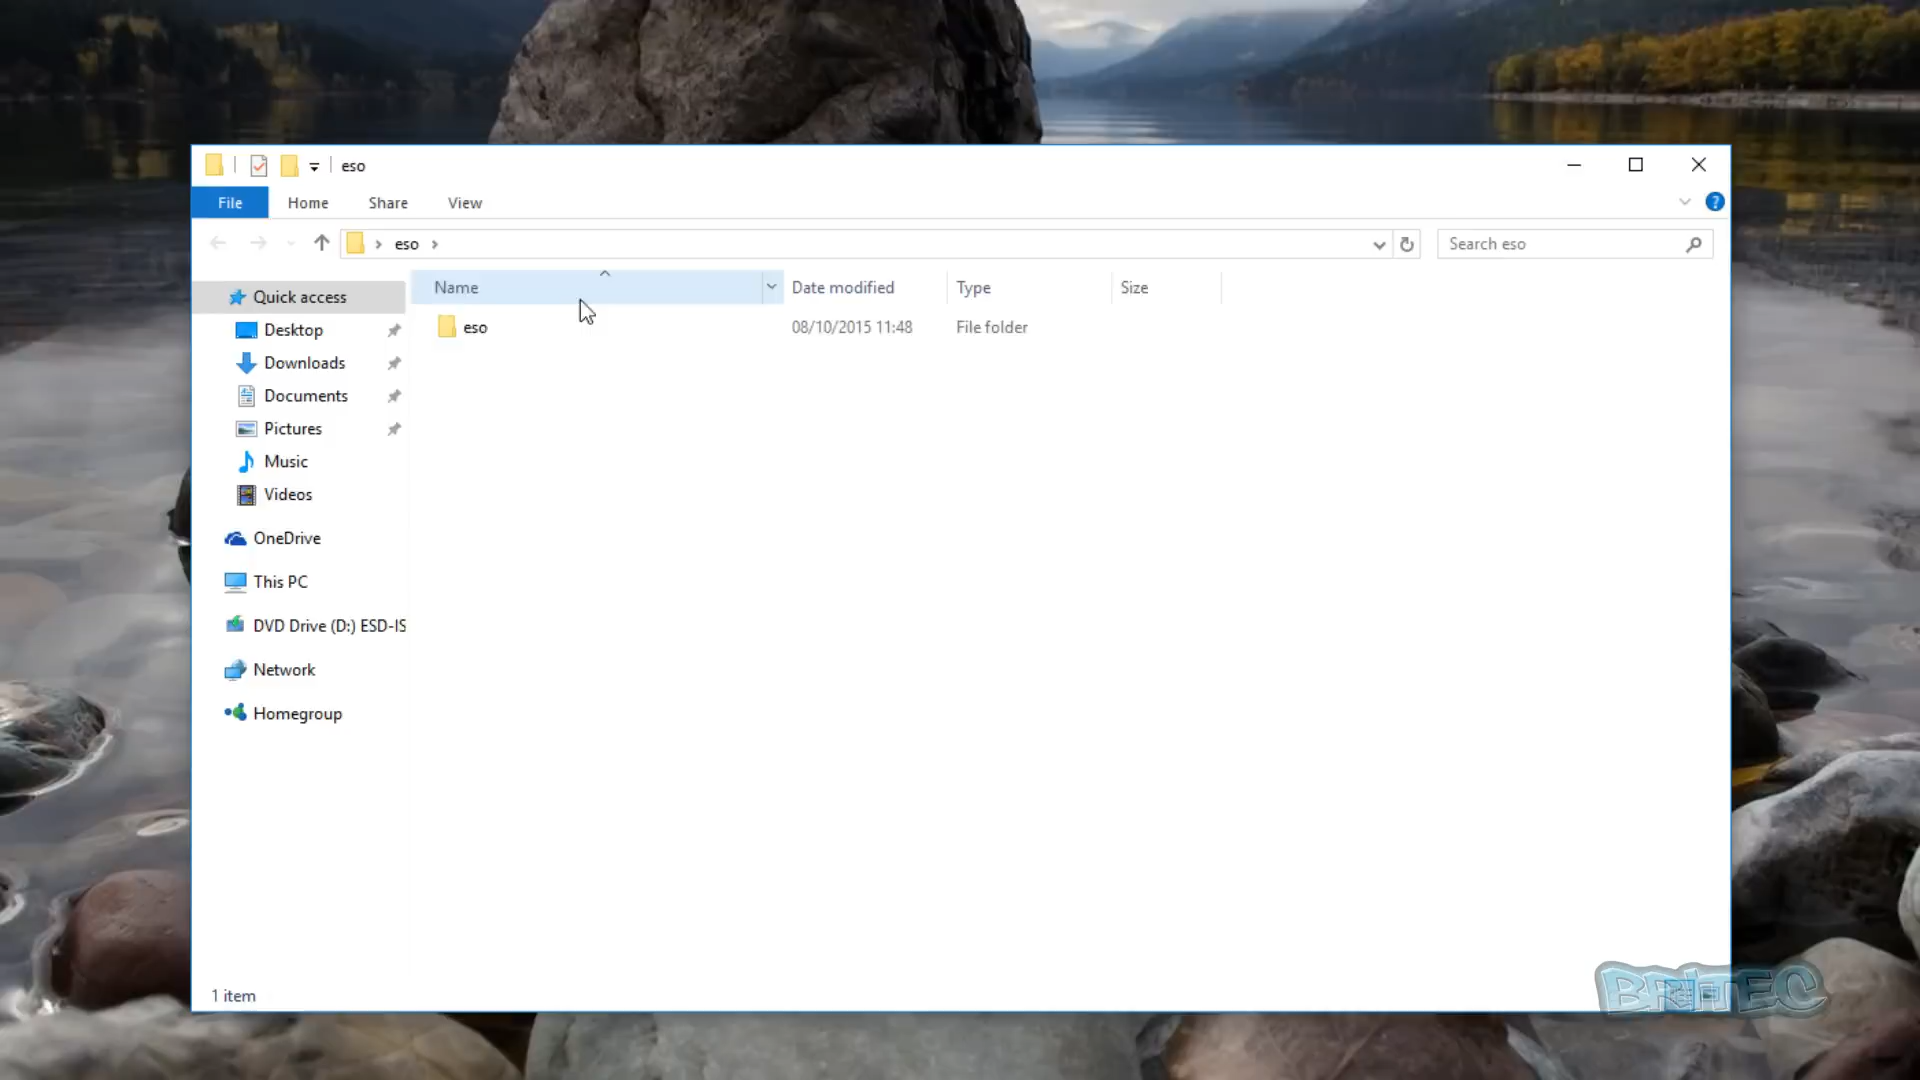 eso
File Home Share View
eso
Search eso
Name Date modified Type Size
Quick access
eso 08/10/2015 11:48 File folder
Desktop
Downloads
Documents
Pictures
Music
Videos
OneDrive
This PC
DVD Drive (D:) ESD-IS
Network
Homegroup
1 item
BRITEC